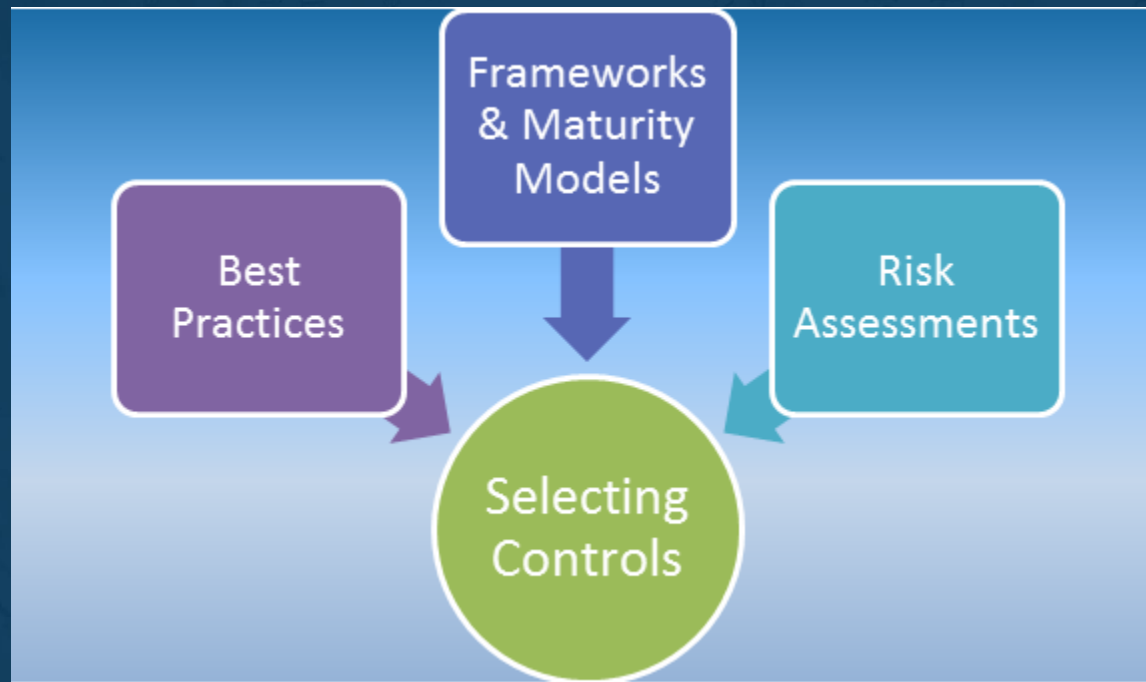 Frameworks
& Maturity
Models
Best
Practices
Risk
Assessments
Selecting
Controls